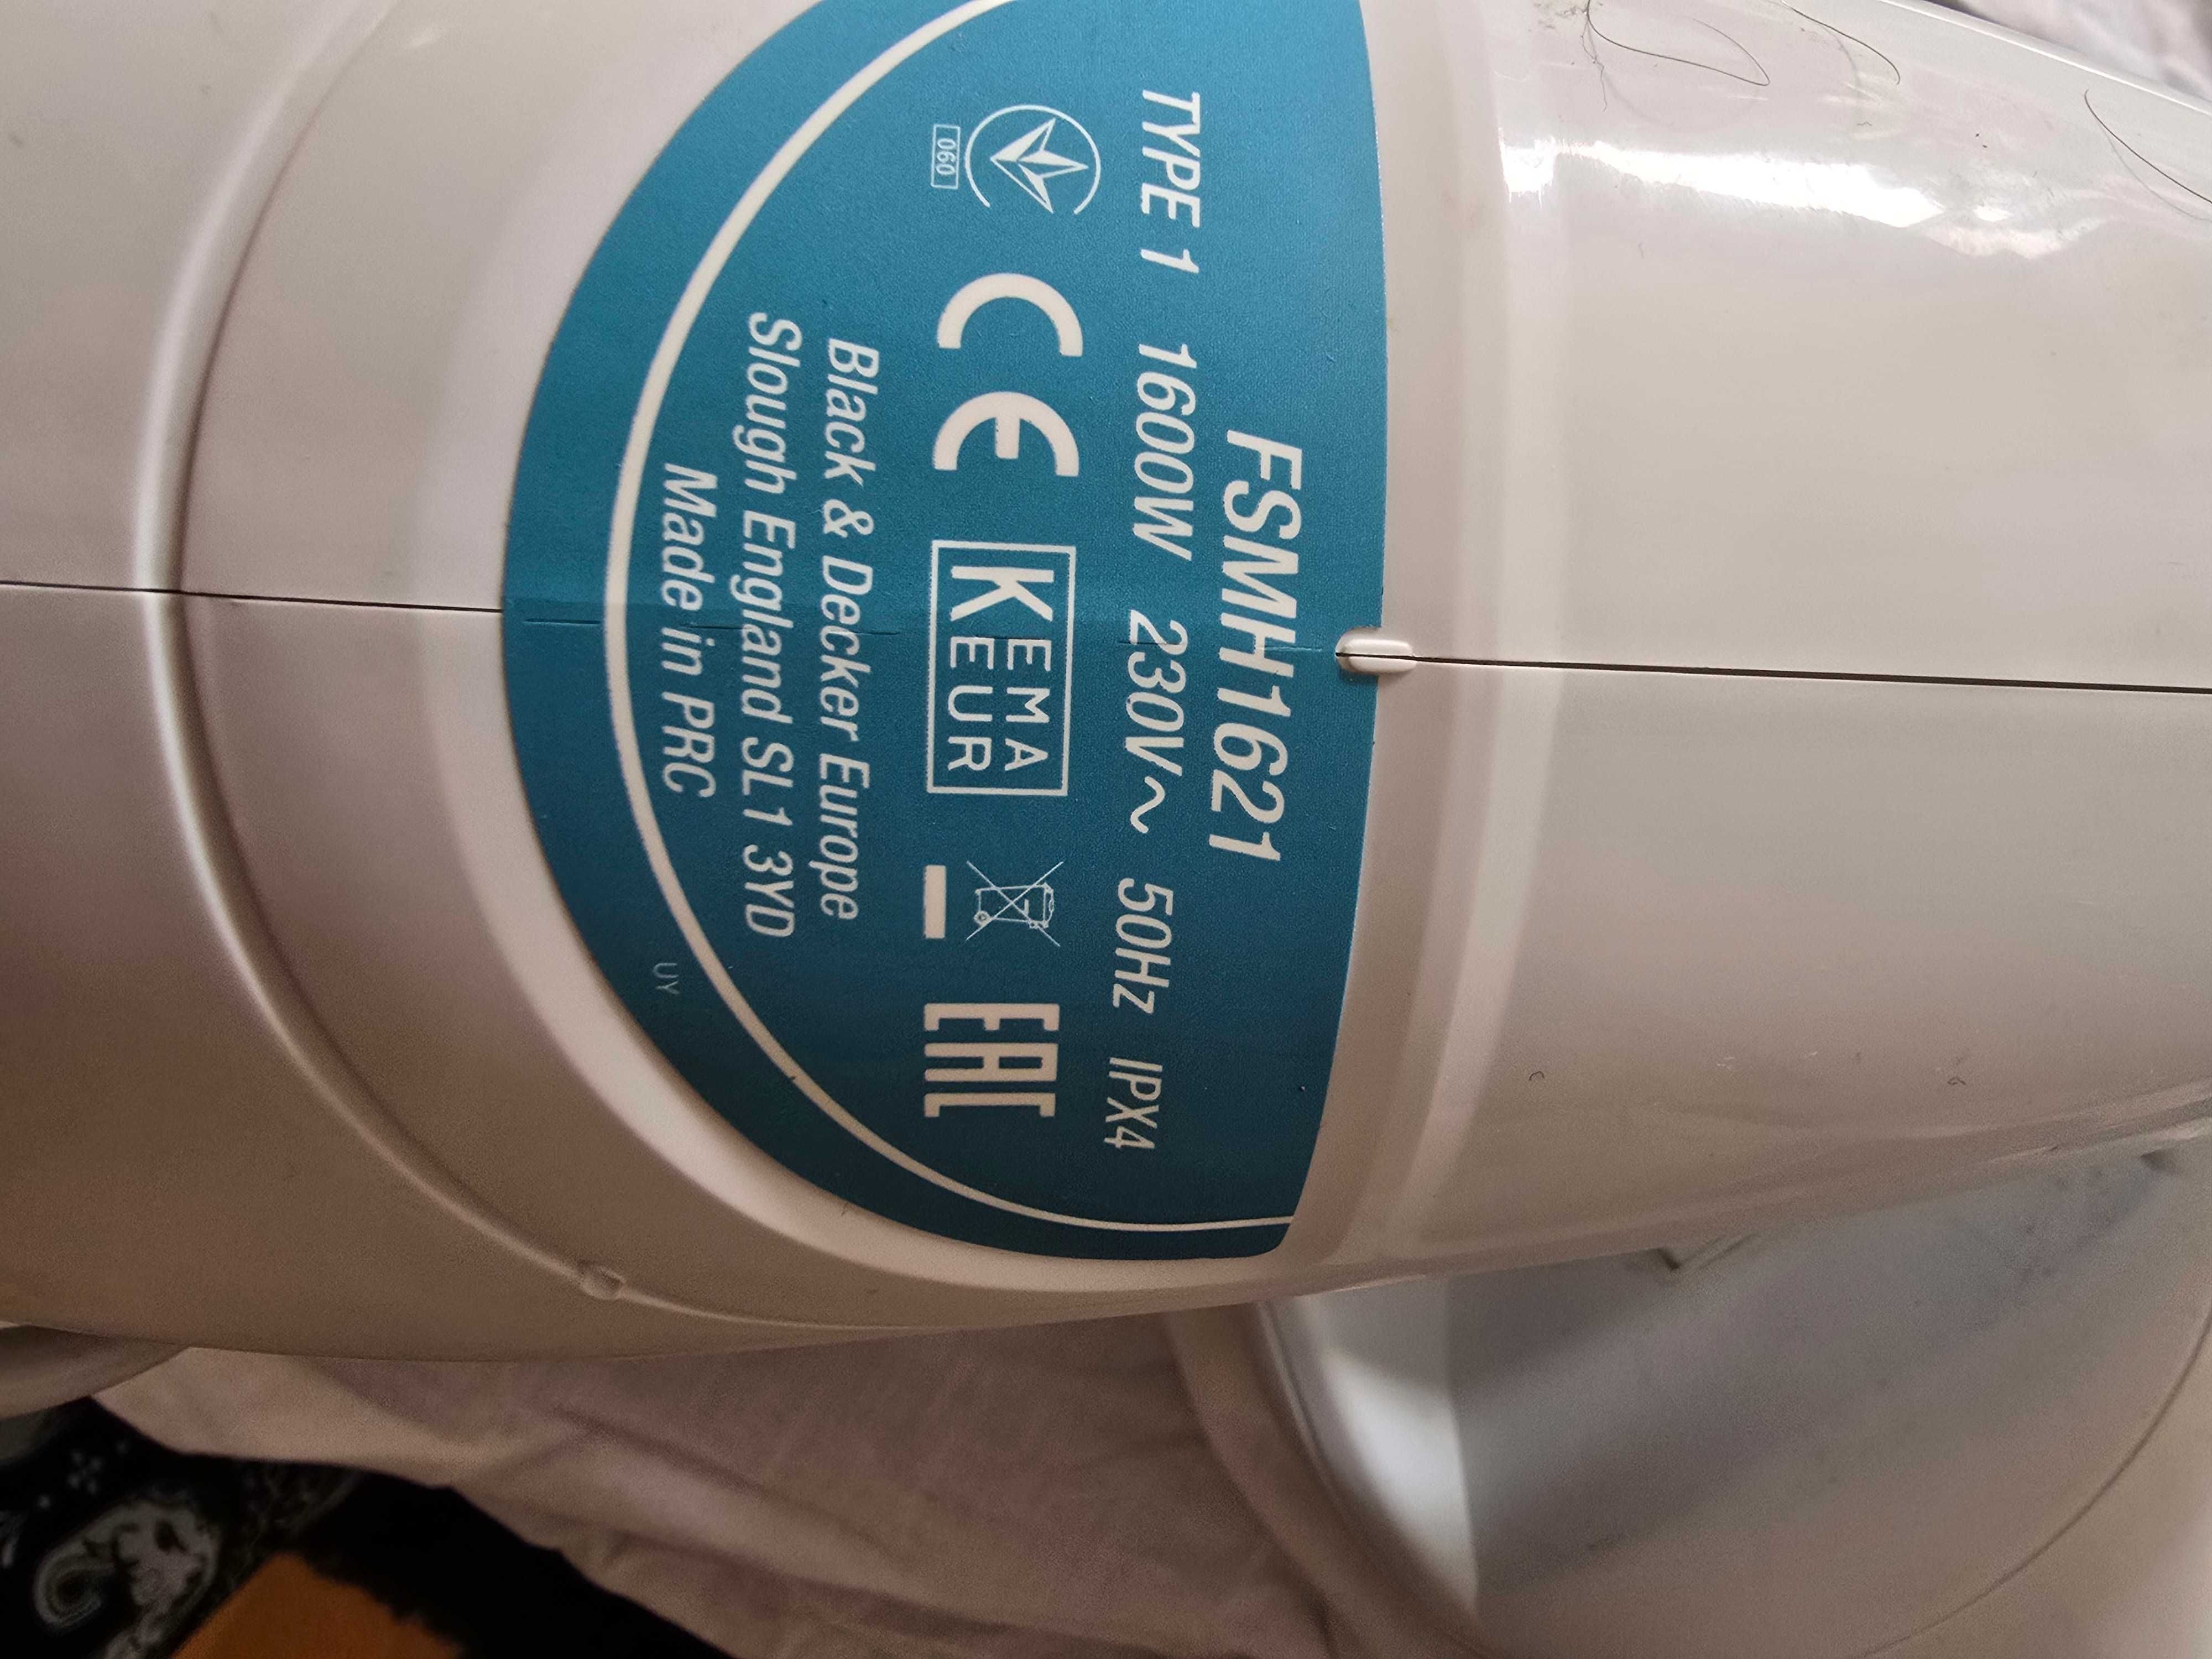 FSMH1621
TYPE 1 1600W 230V~ 50Hz IPX4
060
CE
KEMA
KEUR
EAC
Black & Decker Europe
Slough England SL1 3YD
Made in PRC
UY